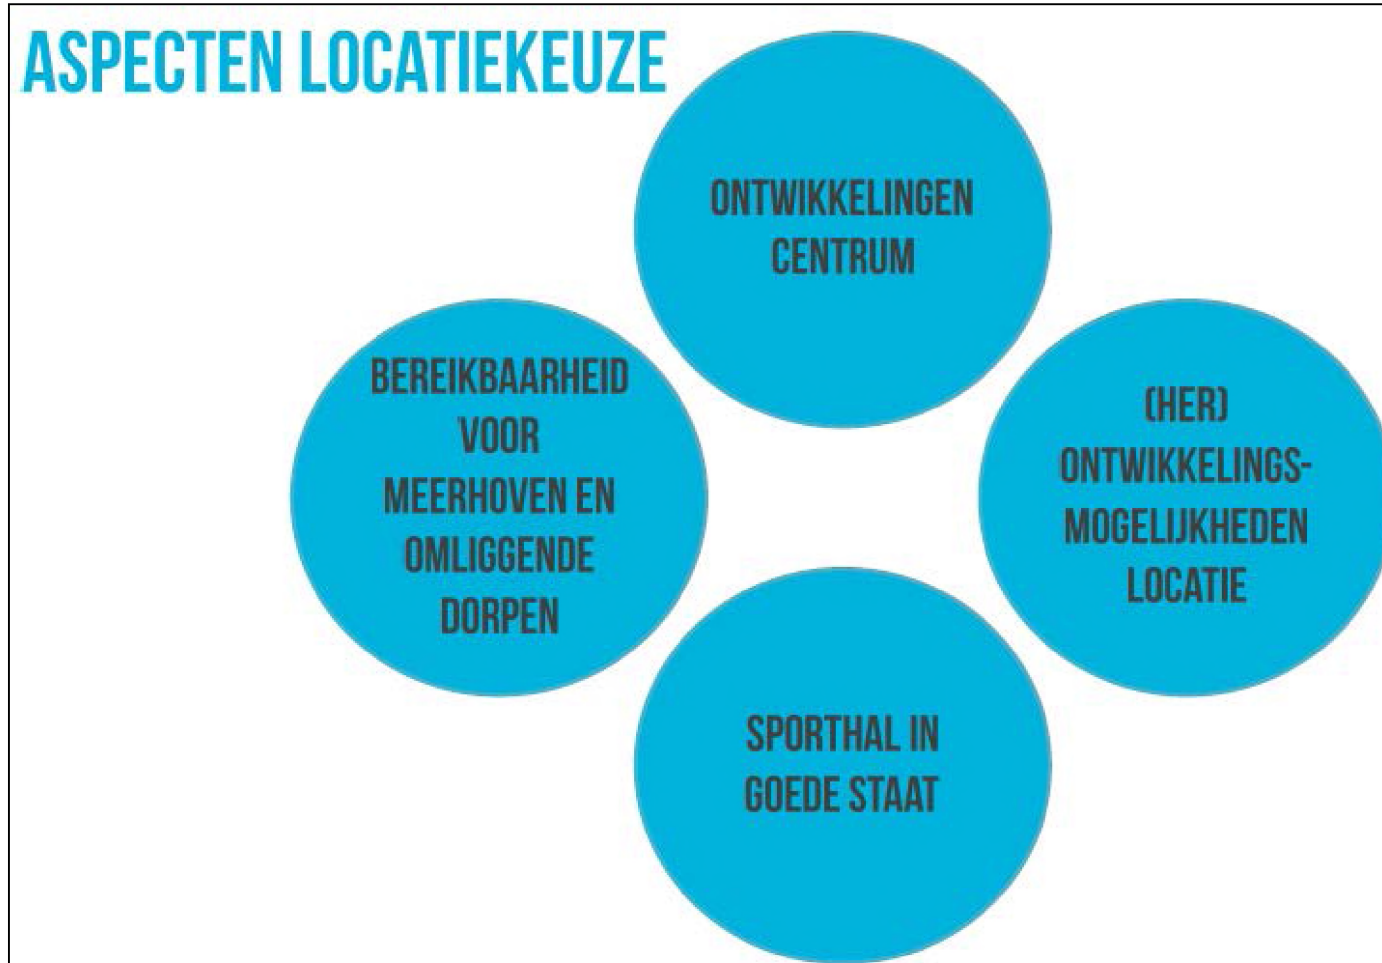 ASPECTEN LOCATIEKEUZE
ONTWIKKELINGEN
CENTRUM
BEREIKBAARHEID
VOOR
MEERHOVEN EN
OMLIGGENDE
DORPEN
(HER)
ONTWIKKELINGS-
MOGELIJKHEDEN
LOCATIE
SPORTHAL IN
GOEDE STAAT